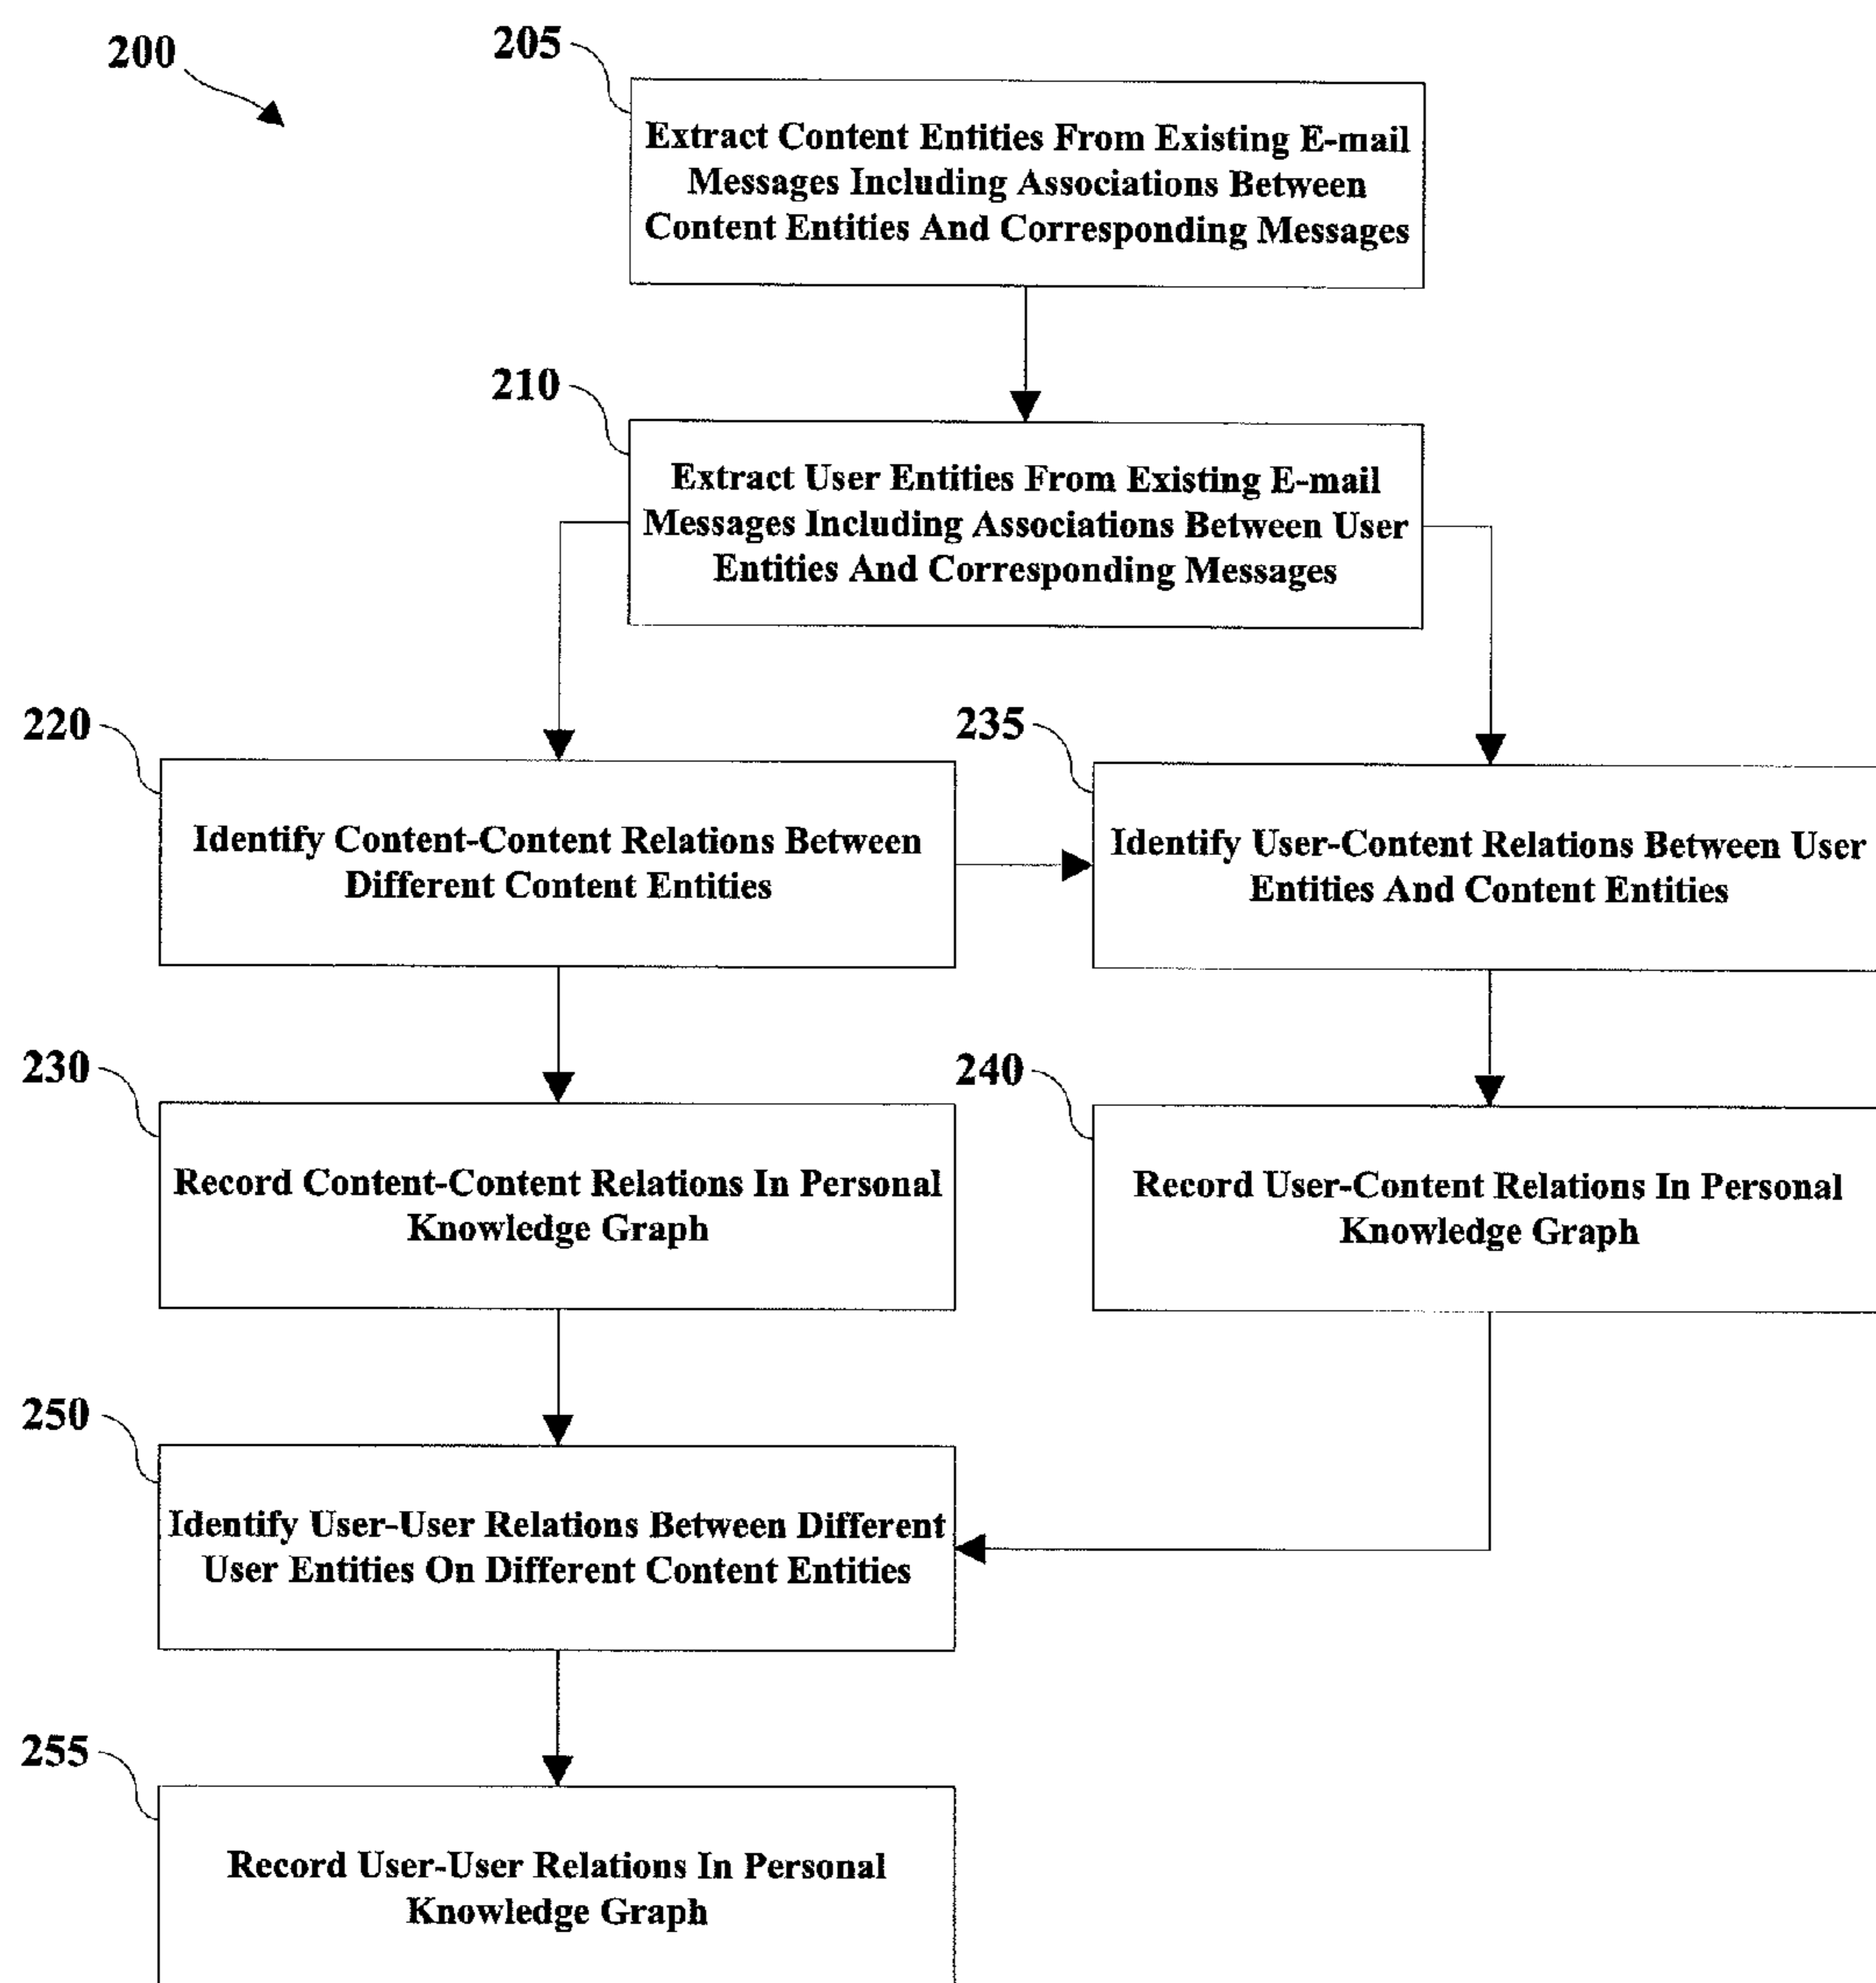 200
205
Extract Content Entities From Existing E-mail
Messages Including Associations Between
Content Entities And Corresponding Messages
210
Extract User Entities From Existing E-mail
Messages Including Associations Between User
Entities And Corresponding Messages
220
Identify Content-Content Relations Between
Different Content Entities
235
Identify User-Content Relations Between User
Entities And Content Entities
230
Record Content-Content Relations In Personal
Knowledge Graph
240
Record User-Content Relations In Personal
Knowledge Graph
250
Identify User-User Relations Between Different
User Entities On Different Content Entities
255
Record User-User Relations In Personal
Knowledge Graph